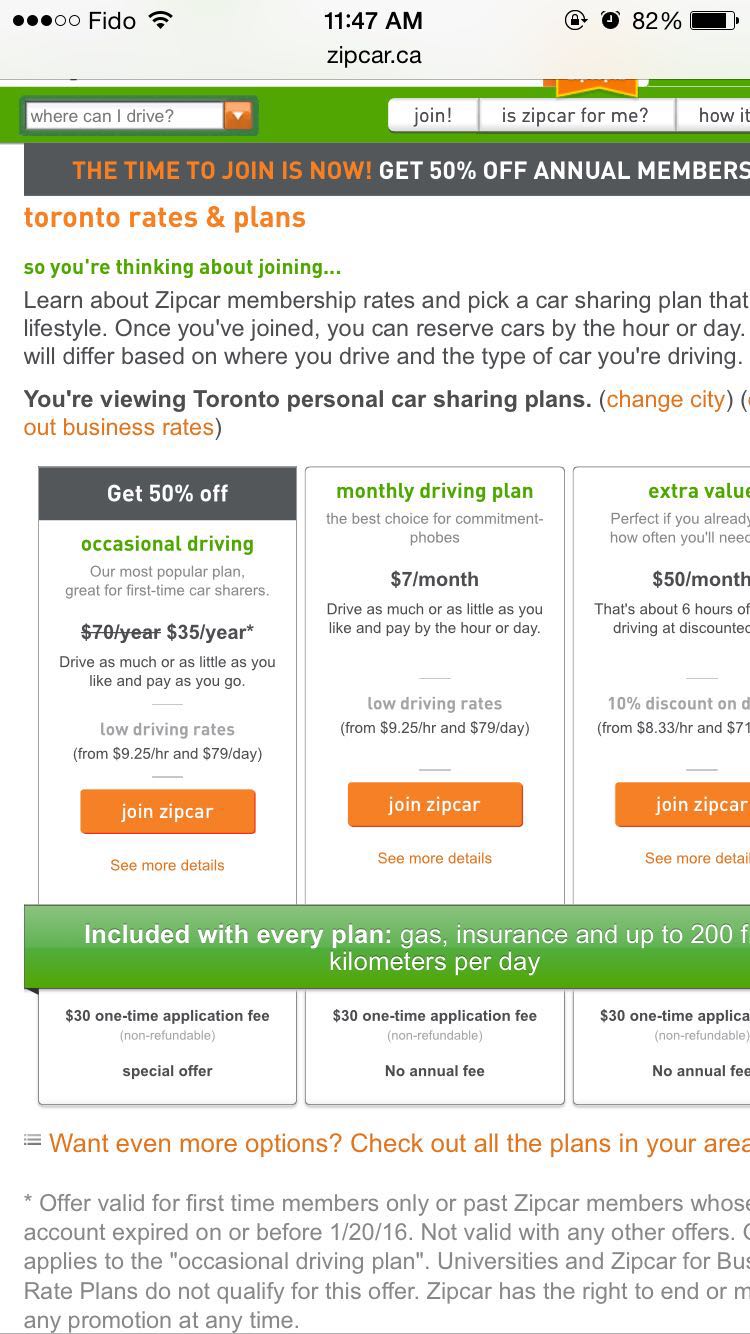 Fido 11:47 AM 82%
zipcar.ca
where can I drive? join! is zipcar for me? how it
THE TIME TO JOIN IS NOW! GET 50% OFF ANNUAL MEMBERS
toronto rates & plans
so you're thinking about joining...
Learn about Zipcar membership rates and pick a car sharing plan that
lifestyle. Once you've joined, you can reserve cars by the hour or day.
will differ based on where you drive and the type of car you're driving.
You're viewing Toronto personal car sharing plans. (change city) (
out business rates)
Get 50% off
occasional driving
Our most popular plan,
great for first-time car sharers.
$70/year $35/year*
Drive as much or as little as you
like and pay as you go.
low driving rates
(from $9.25/hr and $79/day)
join zipcar
See more details
monthly driving plan
the best choice for commitment-
phobes
$7/month
Drive as much or as little as you
like and pay by the hour or day.
low driving rates
(from $9.25/hr and $79/day)
join zipcar
See more details
extra value
Perfect if you already
how often you'll need
$50/month
That's about 6 hours of
driving at discounted
10% discount on d
(from $8.33/hr and $71
join zipcar
See more detai
Included with every plan: gas, insurance and up to 200 f
kilometers per day
$30 one-time application fee
(non-refundable)
special offer
$30 one-time application fee
(non-refundable)
No annual fee
$30 one-time applica
(non-refundable)
No annual fee
Want even more options? Check out all the plans in your area
* Offer valid for first time members only or past Zipcar members whose
account expired on or before 1/20/16. Not valid with any other offers.
applies to the "occasional driving plan". Universities and Zipcar for Bus
Rate Plans do not qualify for this offer. Zipcar has the right to end or m
any promotion at any time.